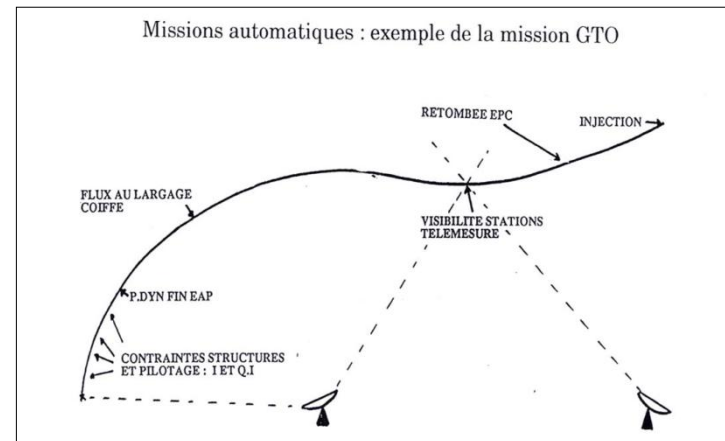 Missions automatiques : exemple de la mission GTO
RETOMBEE EPC
INJECTION
FLUX AU LARGAGE
COIFFE
VISIBILITE STATIONS
TELEMESURE
P.DYN FIN EAP
CONTRAINTES STRUCTURES
ET PILOTAGE : I ET Q.I